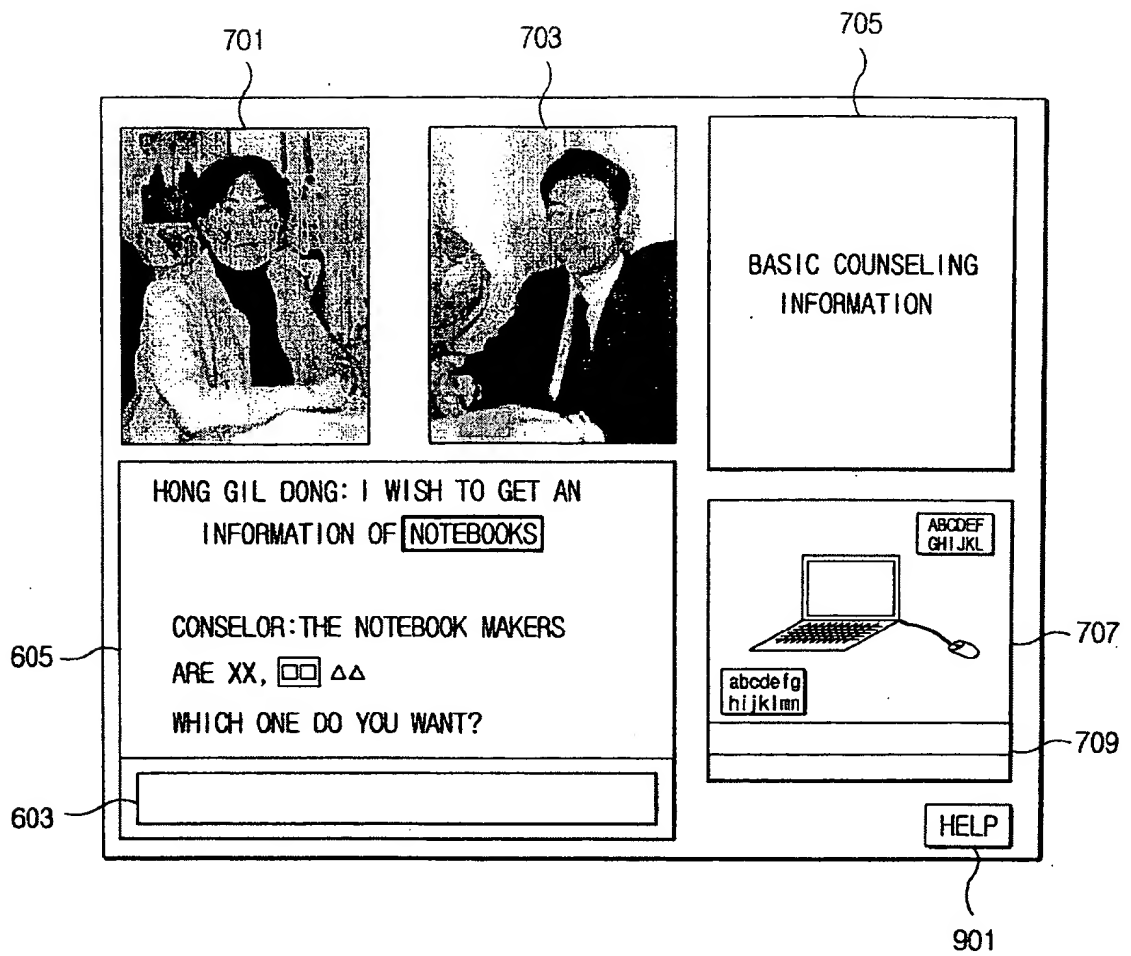 701
703
705
BASIC COUNSELING
INFORMATION
HONG GIL DONG: I WISH TO GET AN
INFORMATION OF NOTEBOOKS
CONSELOR:THE NOTEBOOK MAKERS
ARE XX, □□ △△
WHICH ONE DO YOU WANT?
605
603
ABCDEF
GHIJKL
abcdefg
hijklmn
707
709
HELP
901